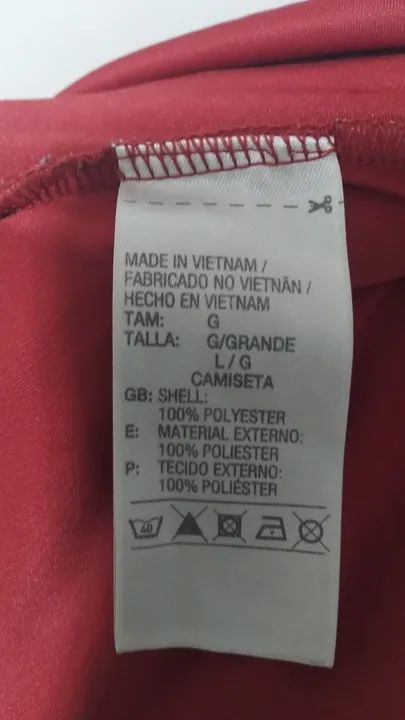 MADE IN VIETNAM /
FABRICADO NO VIETNÃN /
HECHO EN VIETNAM
TAM: G
TALLA: G/GRANDE
L / G
CAMISETA
GB: SHELL:
100% POLYESTER
E: MATERIAL EXTERNO:
100% POLIESTER
P: TECIDO EXTERNO:
100% POLIÉSTER
40